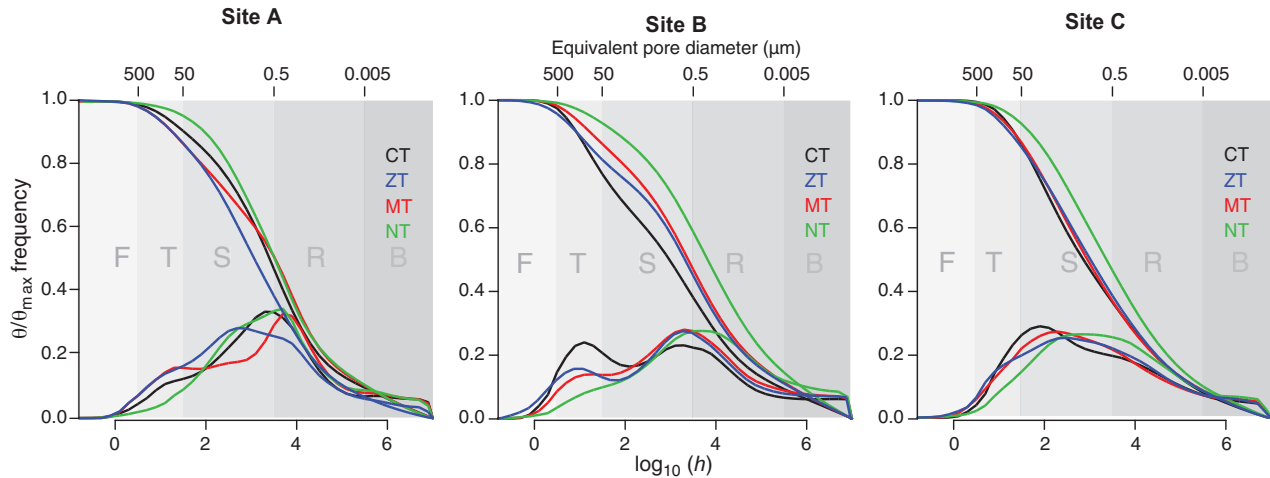 Site A
Site B
Site C
Equivalent pore diameter (μm)
500 50 0.5 0.005
500 50 0.5 0.005
500 50 0.5 0.005
θ/θmax frequency
1.0
0.8
0.6
0.4
0.2
0.0
CT
ZT
MT
NT
F T S R B
0 2 4 6
1.0
0.8
0.6
0.4
0.2
0.0
CT
ZT
MT
NT
F T S R B
0 2 4 6
log10 (h)
1.0
0.8
0.6
0.4
0.2
0.0
CT
ZT
MT
NT
F T S R B
0 2 4 6